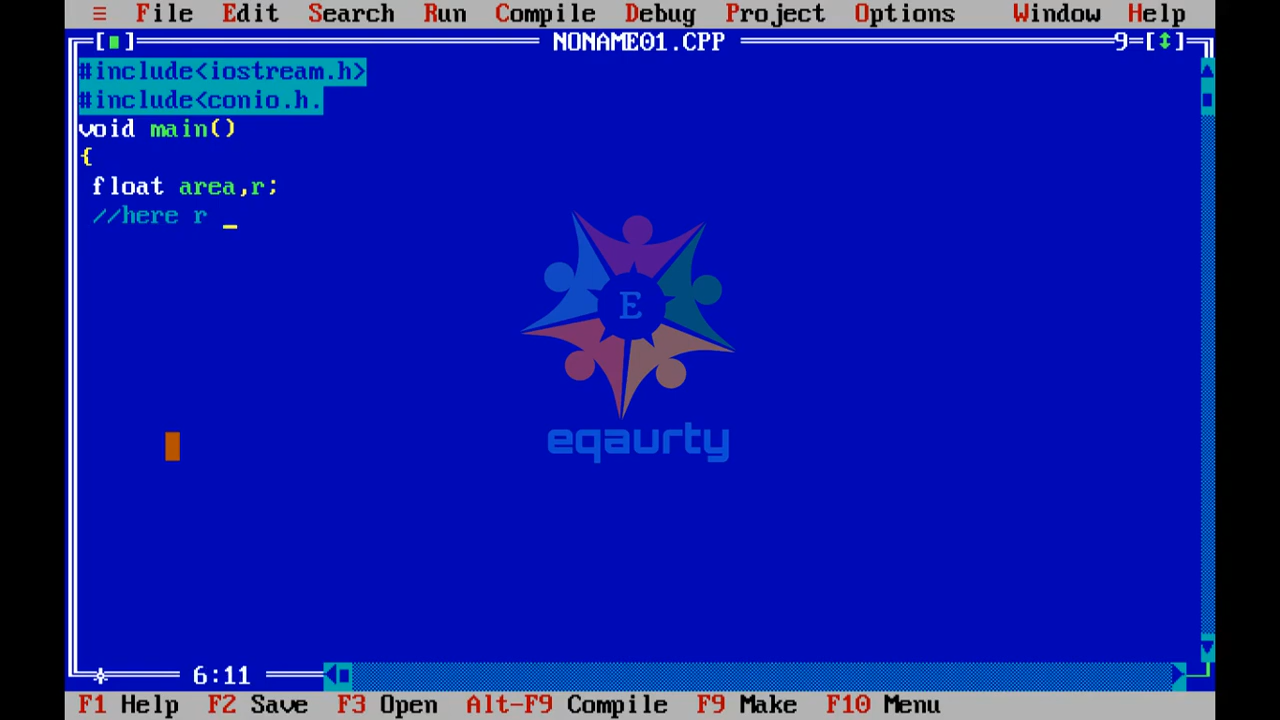 ≡ File Edit Search Run Compile Debug Project Options Window Help
[■] NONAME01.CPP 9=[↕]
#include<iostream.h>
#include<conio.h.
void main()
{
float area,r;
//here r _
E
eqaurty
6:11
F1 Help F2 Save F3 Open Alt-F9 Compile F9 Make F10 Menu